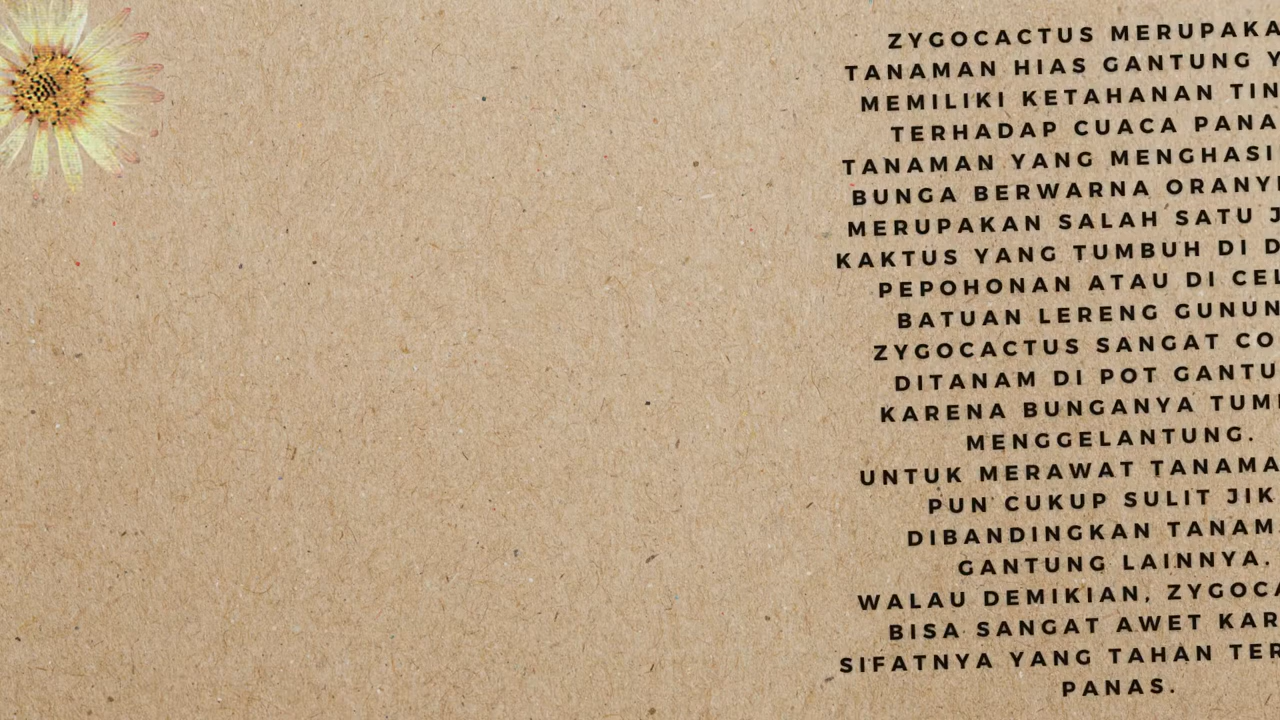 ZYGOCACTUS MERUPAKA
TANAMAN HIAS GANTUNG Y
MEMILIKI KETAHANAN TIN
TERHADAP CUACA PANA
TANAMAN YANG MENGHASI
BUNGA BERWARNA ORANY
MERUPAKAN SALAH SATU J
KAKTUS YANG TUMBUH DI D
PEPOHONAN ATAU DI CEL
BATUAN LERENG GUNUN
ZYGOCACTUS SANGAT CO
DITANAM DI POT GANTU
KARENA BUNGANYA TUM
MENGGELANTUNG.
UNTUK MERAWAT TANAMA
PUN CUKUP SULIT JIK
DIBANDINGKAN TANAM
GANTUNG LAINNYA.
WALAU DEMIKIAN, ZYGOCA
BISA SANGAT AWET KAR
SIFATNYA YANG TAHAN TER
PANAS.